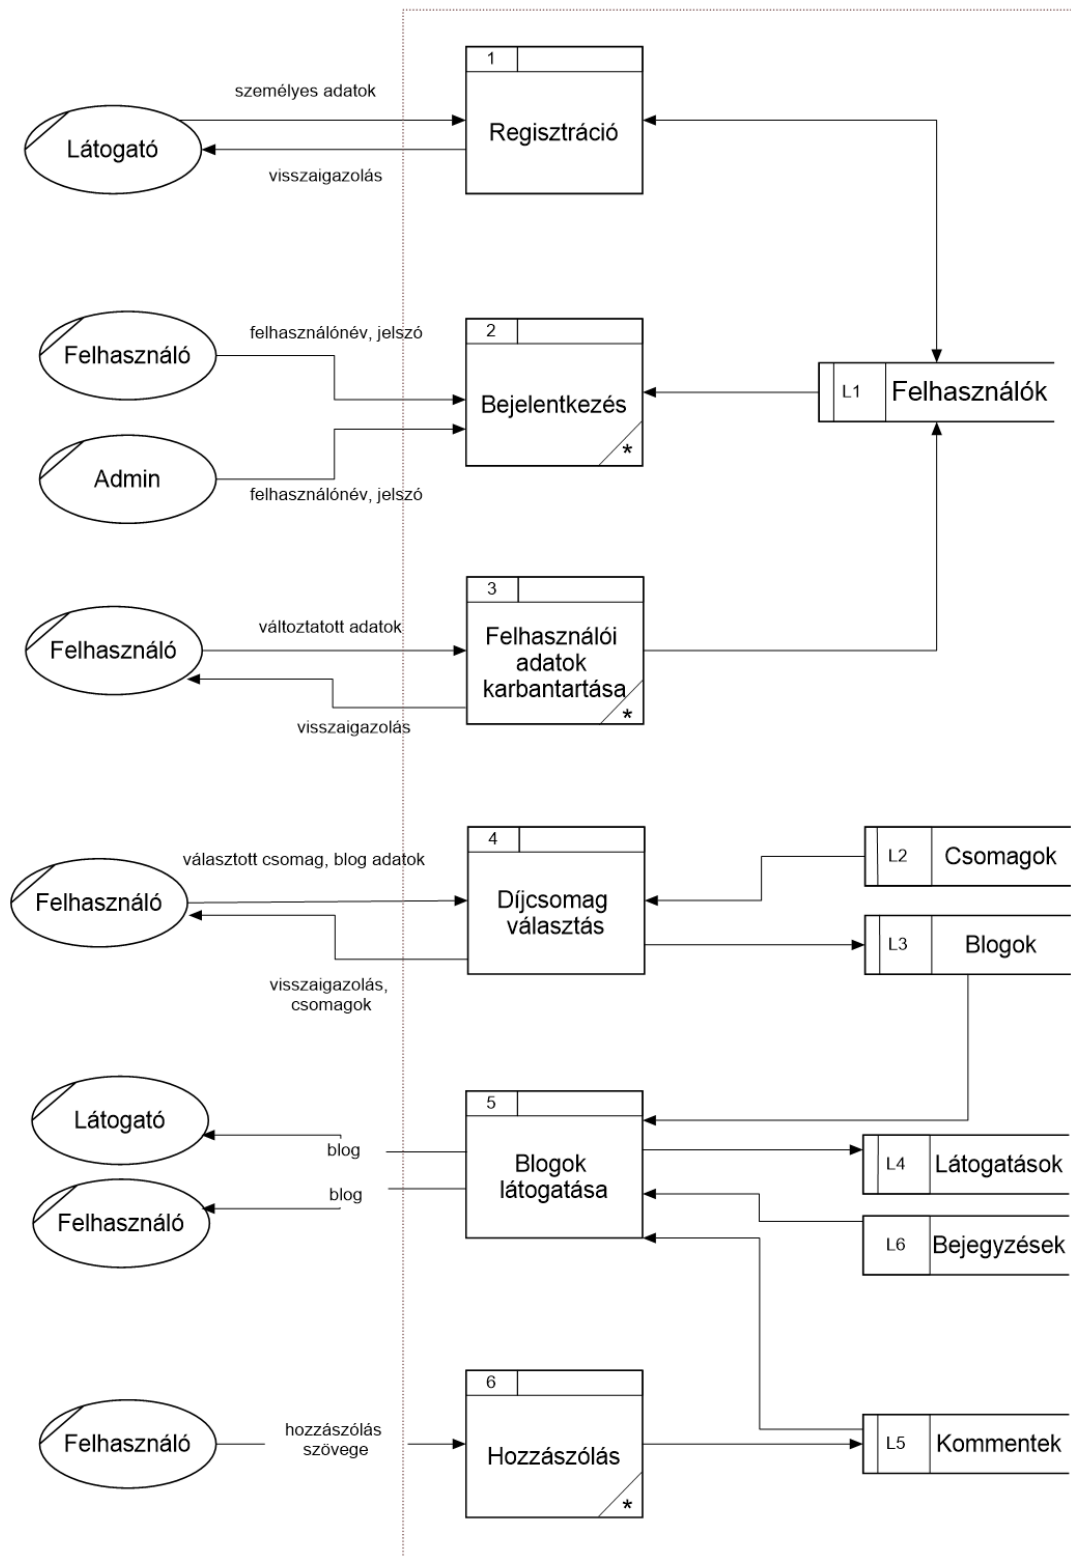 1
személyes adatok
Regisztráció
Látogató
visszaigazolás
2
felhasználónév, jelszó
Felhasználó
L1
Felhasználók
Bejelentkezés
*
Admin
felhasználónév, jelszó
3
változtatott adatok
Felhasználói
adatok
karbantartása
Felhasználó
*
visszaigazolás
4
L2
Csomagok
választott csomag, blog adatok
Felhasználó
Díjcsomag
választás
L3
Blogok
visszaigazolás,
csomagok
5
Látogató
blog
Blogok
látogatása
L4
Látogatások
blog
Felhasználó
L6
Bejegyzések
6
hozzászólás
szövege
Felhasználó
Hozzászólás
L5
Kommentek
*